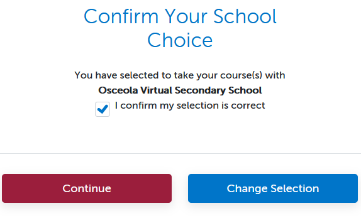 Confirm Your School
Choice
You have selected to take your course(s) with
Osceola Virtual Secondary School
I confirm my selection is correct
Continue
Change Selection